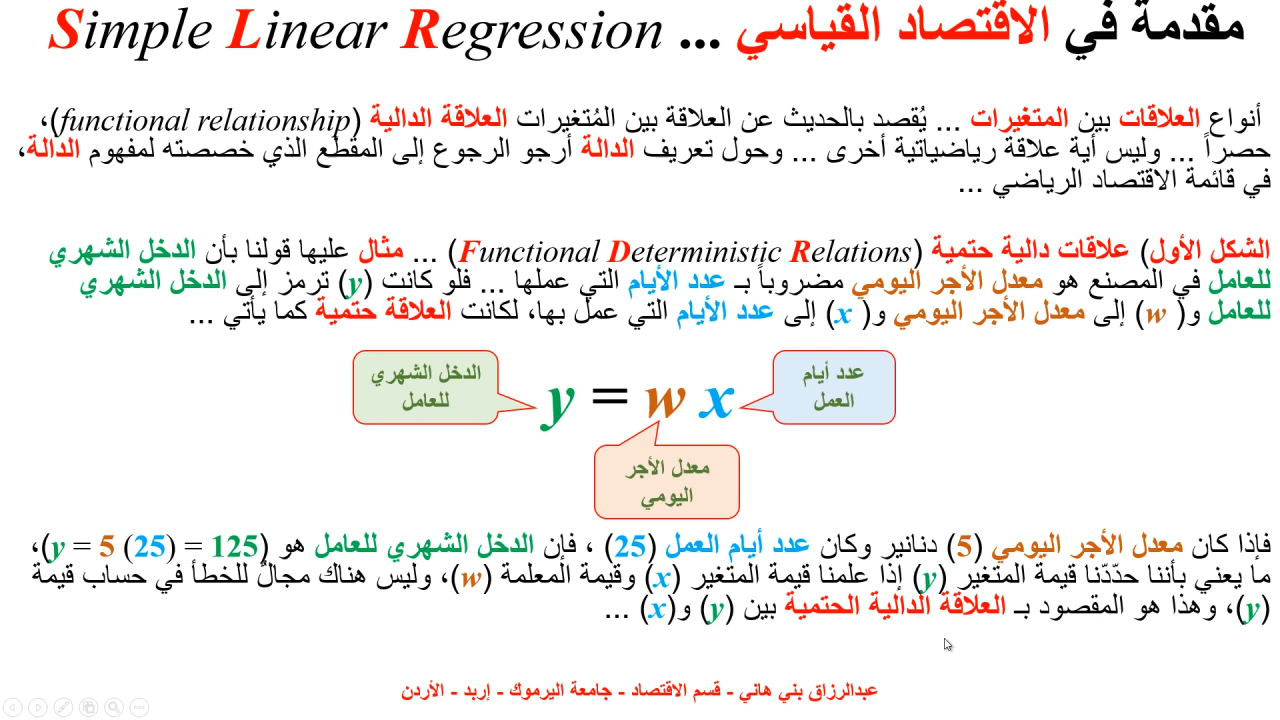 مقدمة في الاقتصاد القياسي ... Simple Linear Regression
أنواع العلاقات بين المتغيرات ... يُقصد بالحديث عن العلاقة بين المُتغيرات العلاقة الدالية (functional relationship)،
حصراً ... وليس أية علاقة رياضياتية أخرى ... وحول تعريف الدالة أرجو الرجوع إلى المقطع الذي خصصته لمفهوم الدالة،
في قائمة الاقتصاد الرياضي ...
الشكل الأول) علاقات دالية حتمية (Functional Deterministic Relations) ... مثال عليها قولنا بأن الدخل الشهري
للعامل في المصنع هو معدل الأجر اليومي مضروباً بـ عدد الأيام التي عملها ... فلو كانت (y) ترمز إلى الدخل الشهري
للعامل و( w) إلى معدل الأجر اليومي و( x) إلى عدد الأيام التي عمل بها، لكانت العلاقة حتمية كما يأتي ...
عدد أيام
العمل
الدخل الشهري
للعامل
y = w x
معدل الأجر
اليومي
فإذا كان معدل الأجر اليومي (5) دنانير وكان عدد أيام العمل (25) ، فإن الدخل الشهري للعامل هو (y = 5 (25) = 125)،
ما يعني بأننا حدّدّنا قيمة المتغير (y) إذا علمنا قيمة المتغير (x) وقيمة المعلمة (w)، وليس هناك مجالٌ للخطأ في حساب قيمة
(y)، وهذا هو المقصود بـ العلاقة الدالية الحتمية بين (y) و(x) ...
عبدالرزاق بني هاني - قسم الاقتصاد - جامعة اليرموك - إربد - الأردن